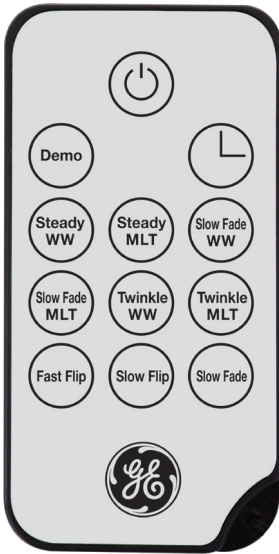 Demo
Steady
WW
Steady
MLT
Slow Fade
WW
Slow Fade
MLT
Twinkle
WW
Twinkle
MLT
Fast Flip
Slow Flip
Slow Fade
GE